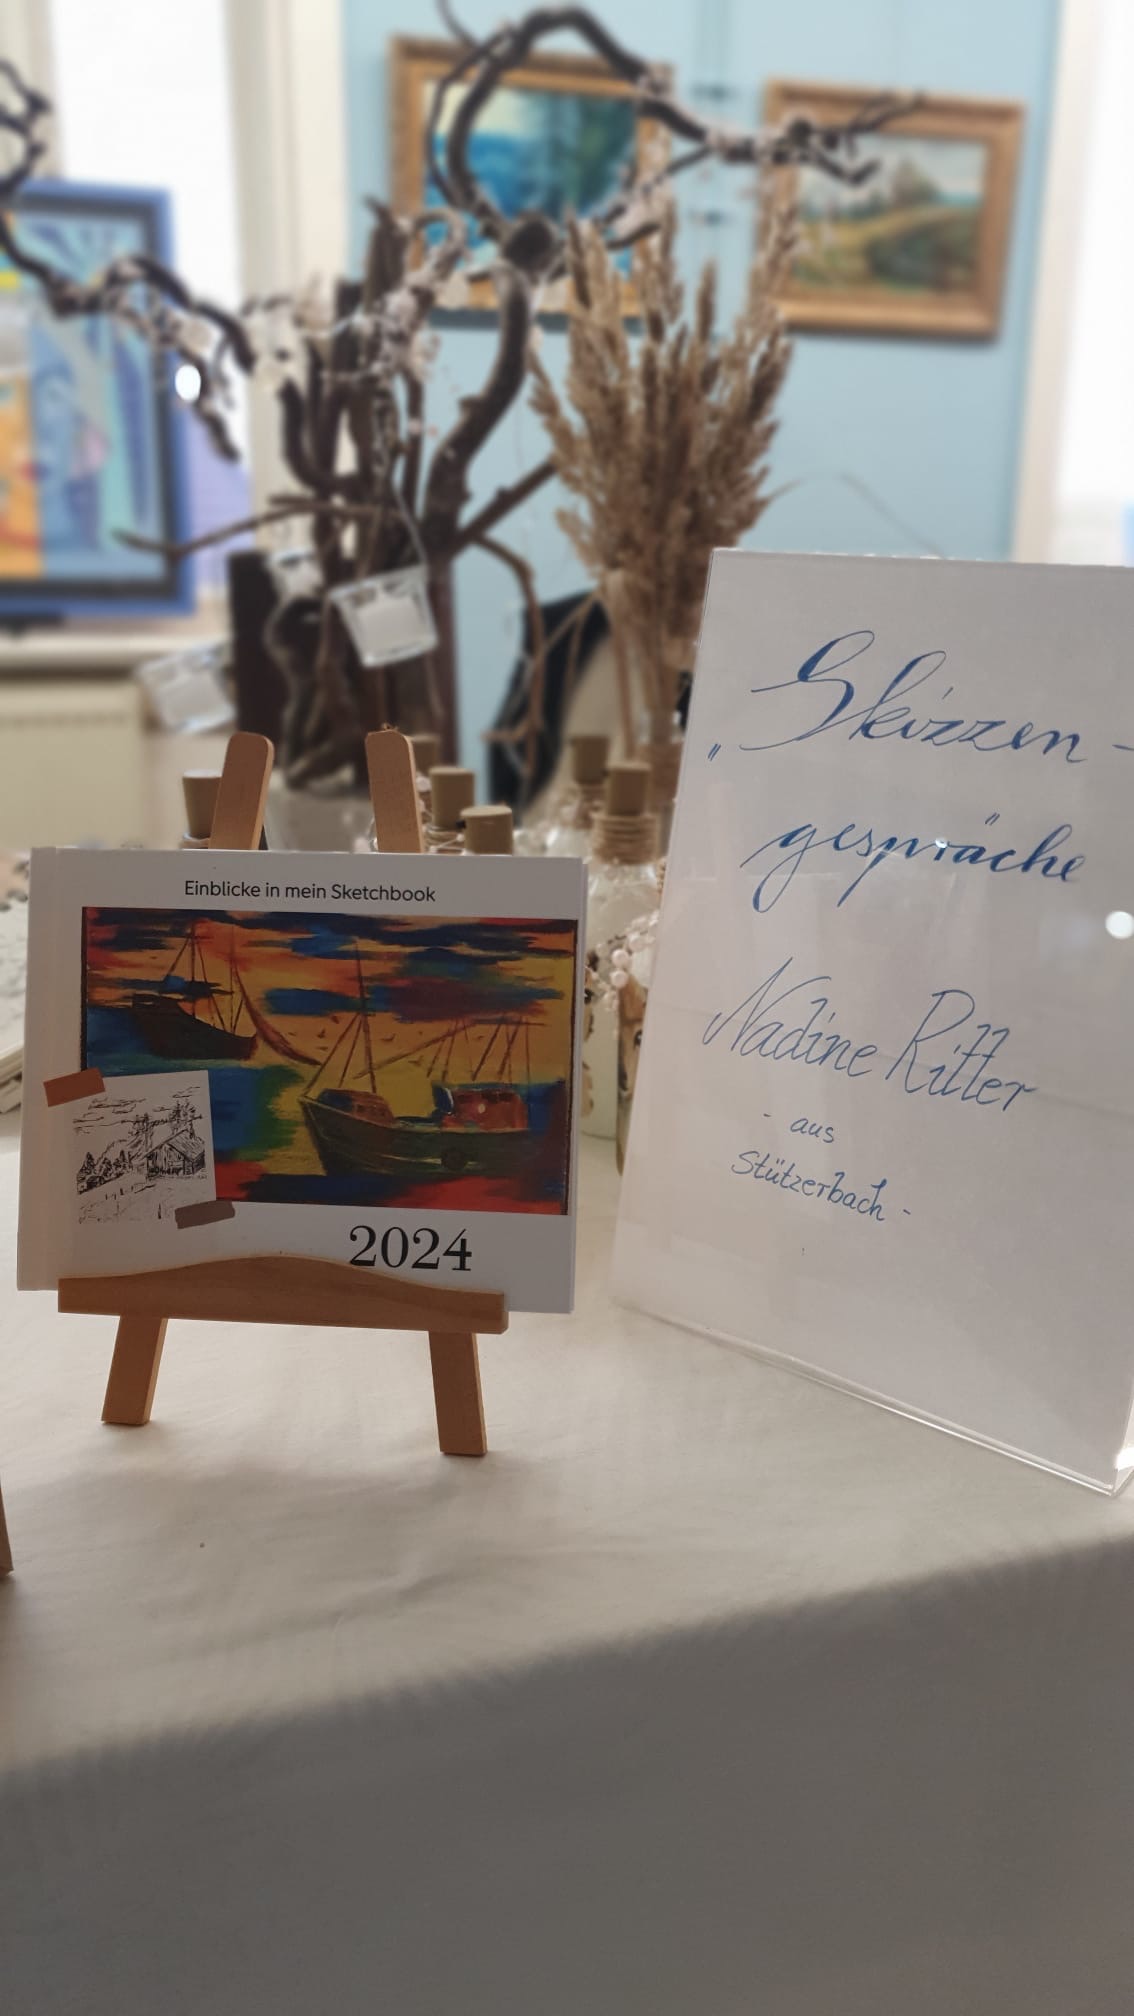 Einblicke in mein Sketchbook
2024
„Skizzen-
gespräche"
Nadine Ritter
- aus
Stützerbach -